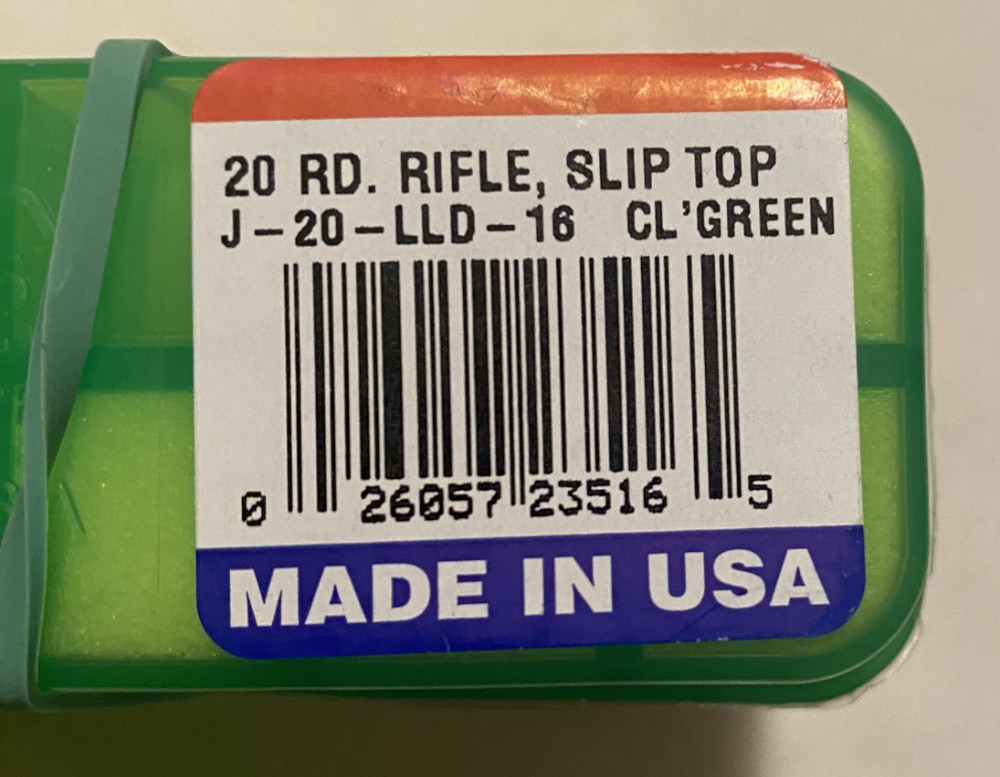 20 RD. RIFLE, SLIP TOP
J-20-LLD-16 CL'GREEN
0 26057 23516 5
MADE IN USA